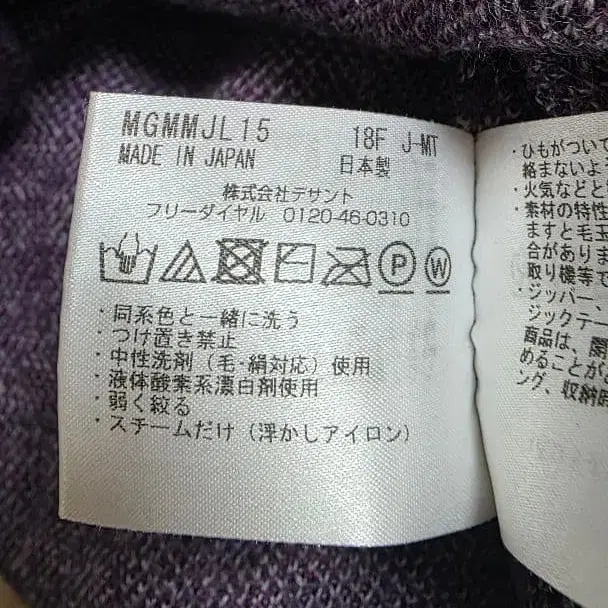 MGMMJL15 18F J-MT
MADE IN JAPAN 日本製
株式会社デサント
フリーダイヤル 0120-46-0310
P W
・同系色と一緒に洗う
・つけ置き禁止
・中性洗剤（毛・絹対応）使用
・液体酸素系漂白剤使用
・弱く絞る
・スチームだけ（浮かしアイロン）
・ひもがついて
絡まないよ
・火気などと
・素材の特性
ますと毛玉
合がありま
取り機等で
・ジッパー、
ジックテー
商品は、開
めることが
ング、収納時